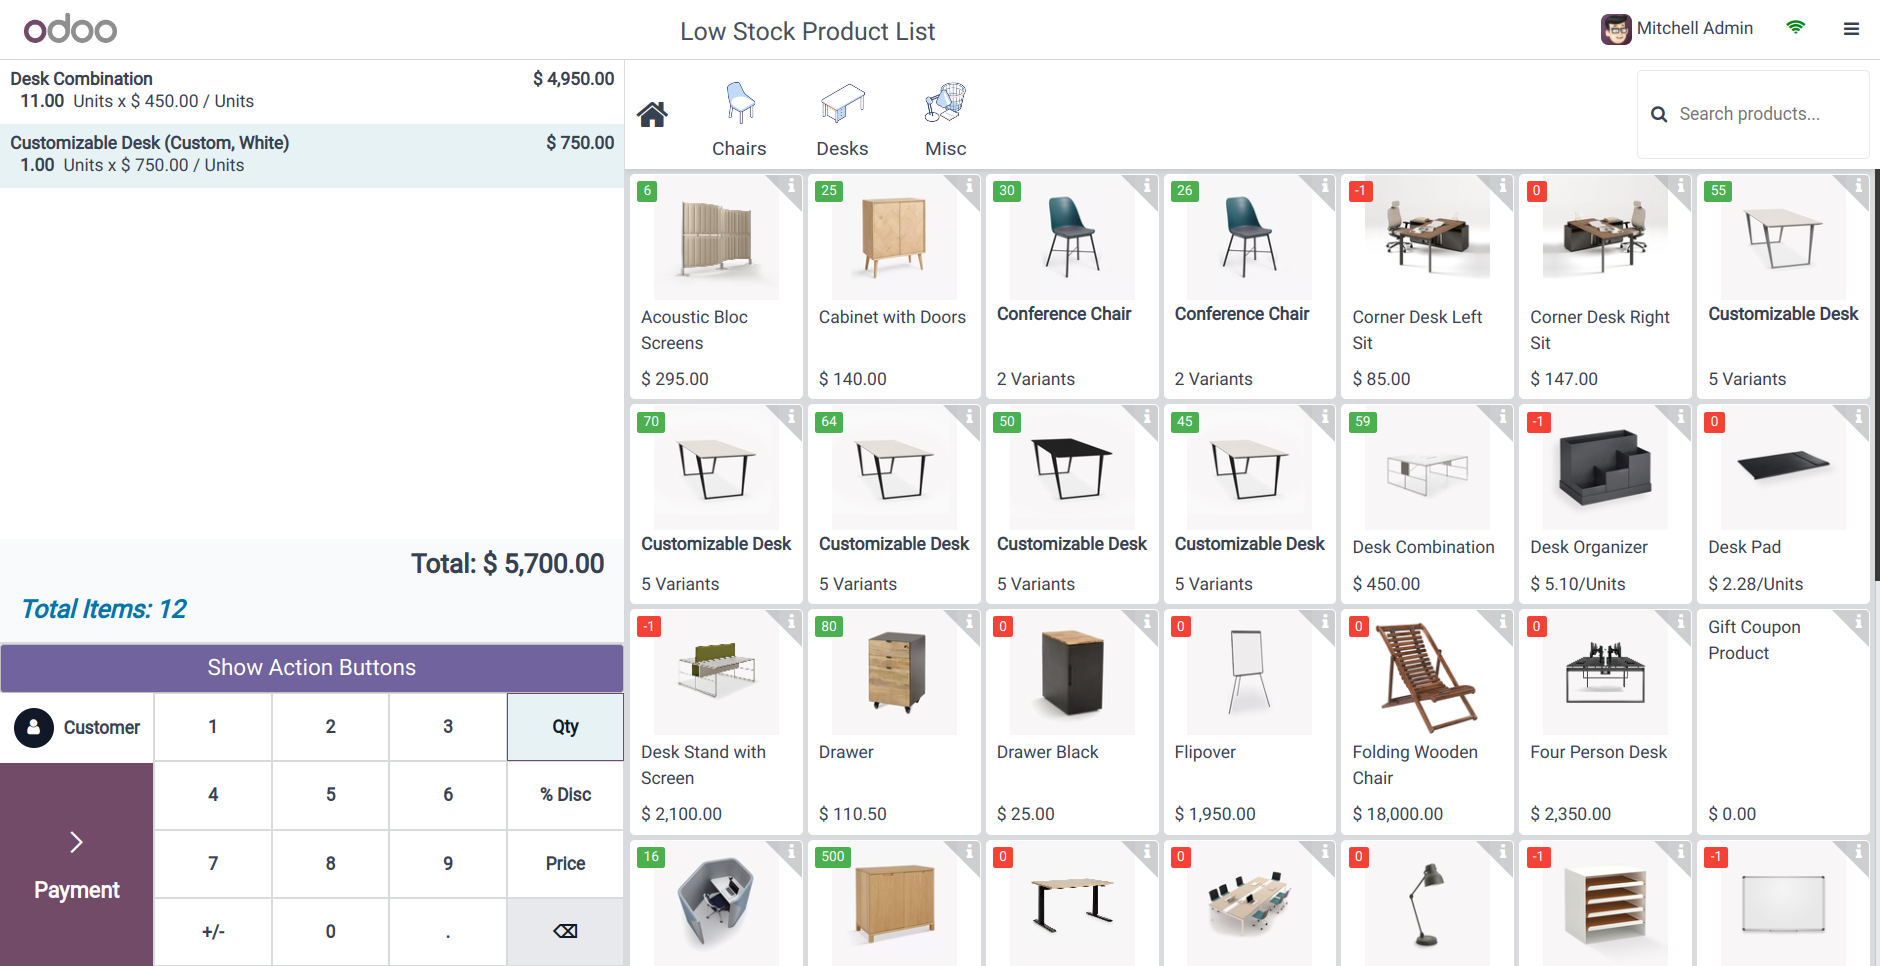 odoo
Low Stock Product List
Mitchell Admin
Desk Combination $ 4,950.00
11.00 Units x $ 450.00 / Units
Customizable Desk (Custom, White) $ 750.00
1.00 Units x $ 750.00 / Units
Total: $ 5,700.00
Total Items: 12
Show Action Buttons
Customer
Payment
1 2 3 Qty
4 5 6 % Disc
7 8 9 Price
+/- 0 . ⌫
Chairs Desks Misc
Search products...
6 25 30 26 -1 0 55
Acoustic Bloc Screens
$ 295.00
Cabinet with Doors
$ 140.00
Conference Chair
2 Variants
Conference Chair
2 Variants
Corner Desk Left Sit
$ 85.00
Corner Desk Right Sit
$ 147.00
Customizable Desk
5 Variants
70 64 50 45 59 -1 0
Customizable Desk
5 Variants
Customizable Desk
5 Variants
Customizable Desk
5 Variants
Customizable Desk
5 Variants
Desk Combination
$ 450.00
Desk Organizer
$ 5.10/Units
Desk Pad
$ 2.28/Units
-1 80 0 0 0 0
Desk Stand with Screen
$ 2,100.00
Drawer
$ 110.50
Drawer Black
$ 25.00
Flipover
$ 1,950.00
Folding Wooden Chair
$ 18,000.00
Four Person Desk
$ 2,350.00
Gift Coupon Product
$ 0.00
16 500 0 0 0 -1 -1